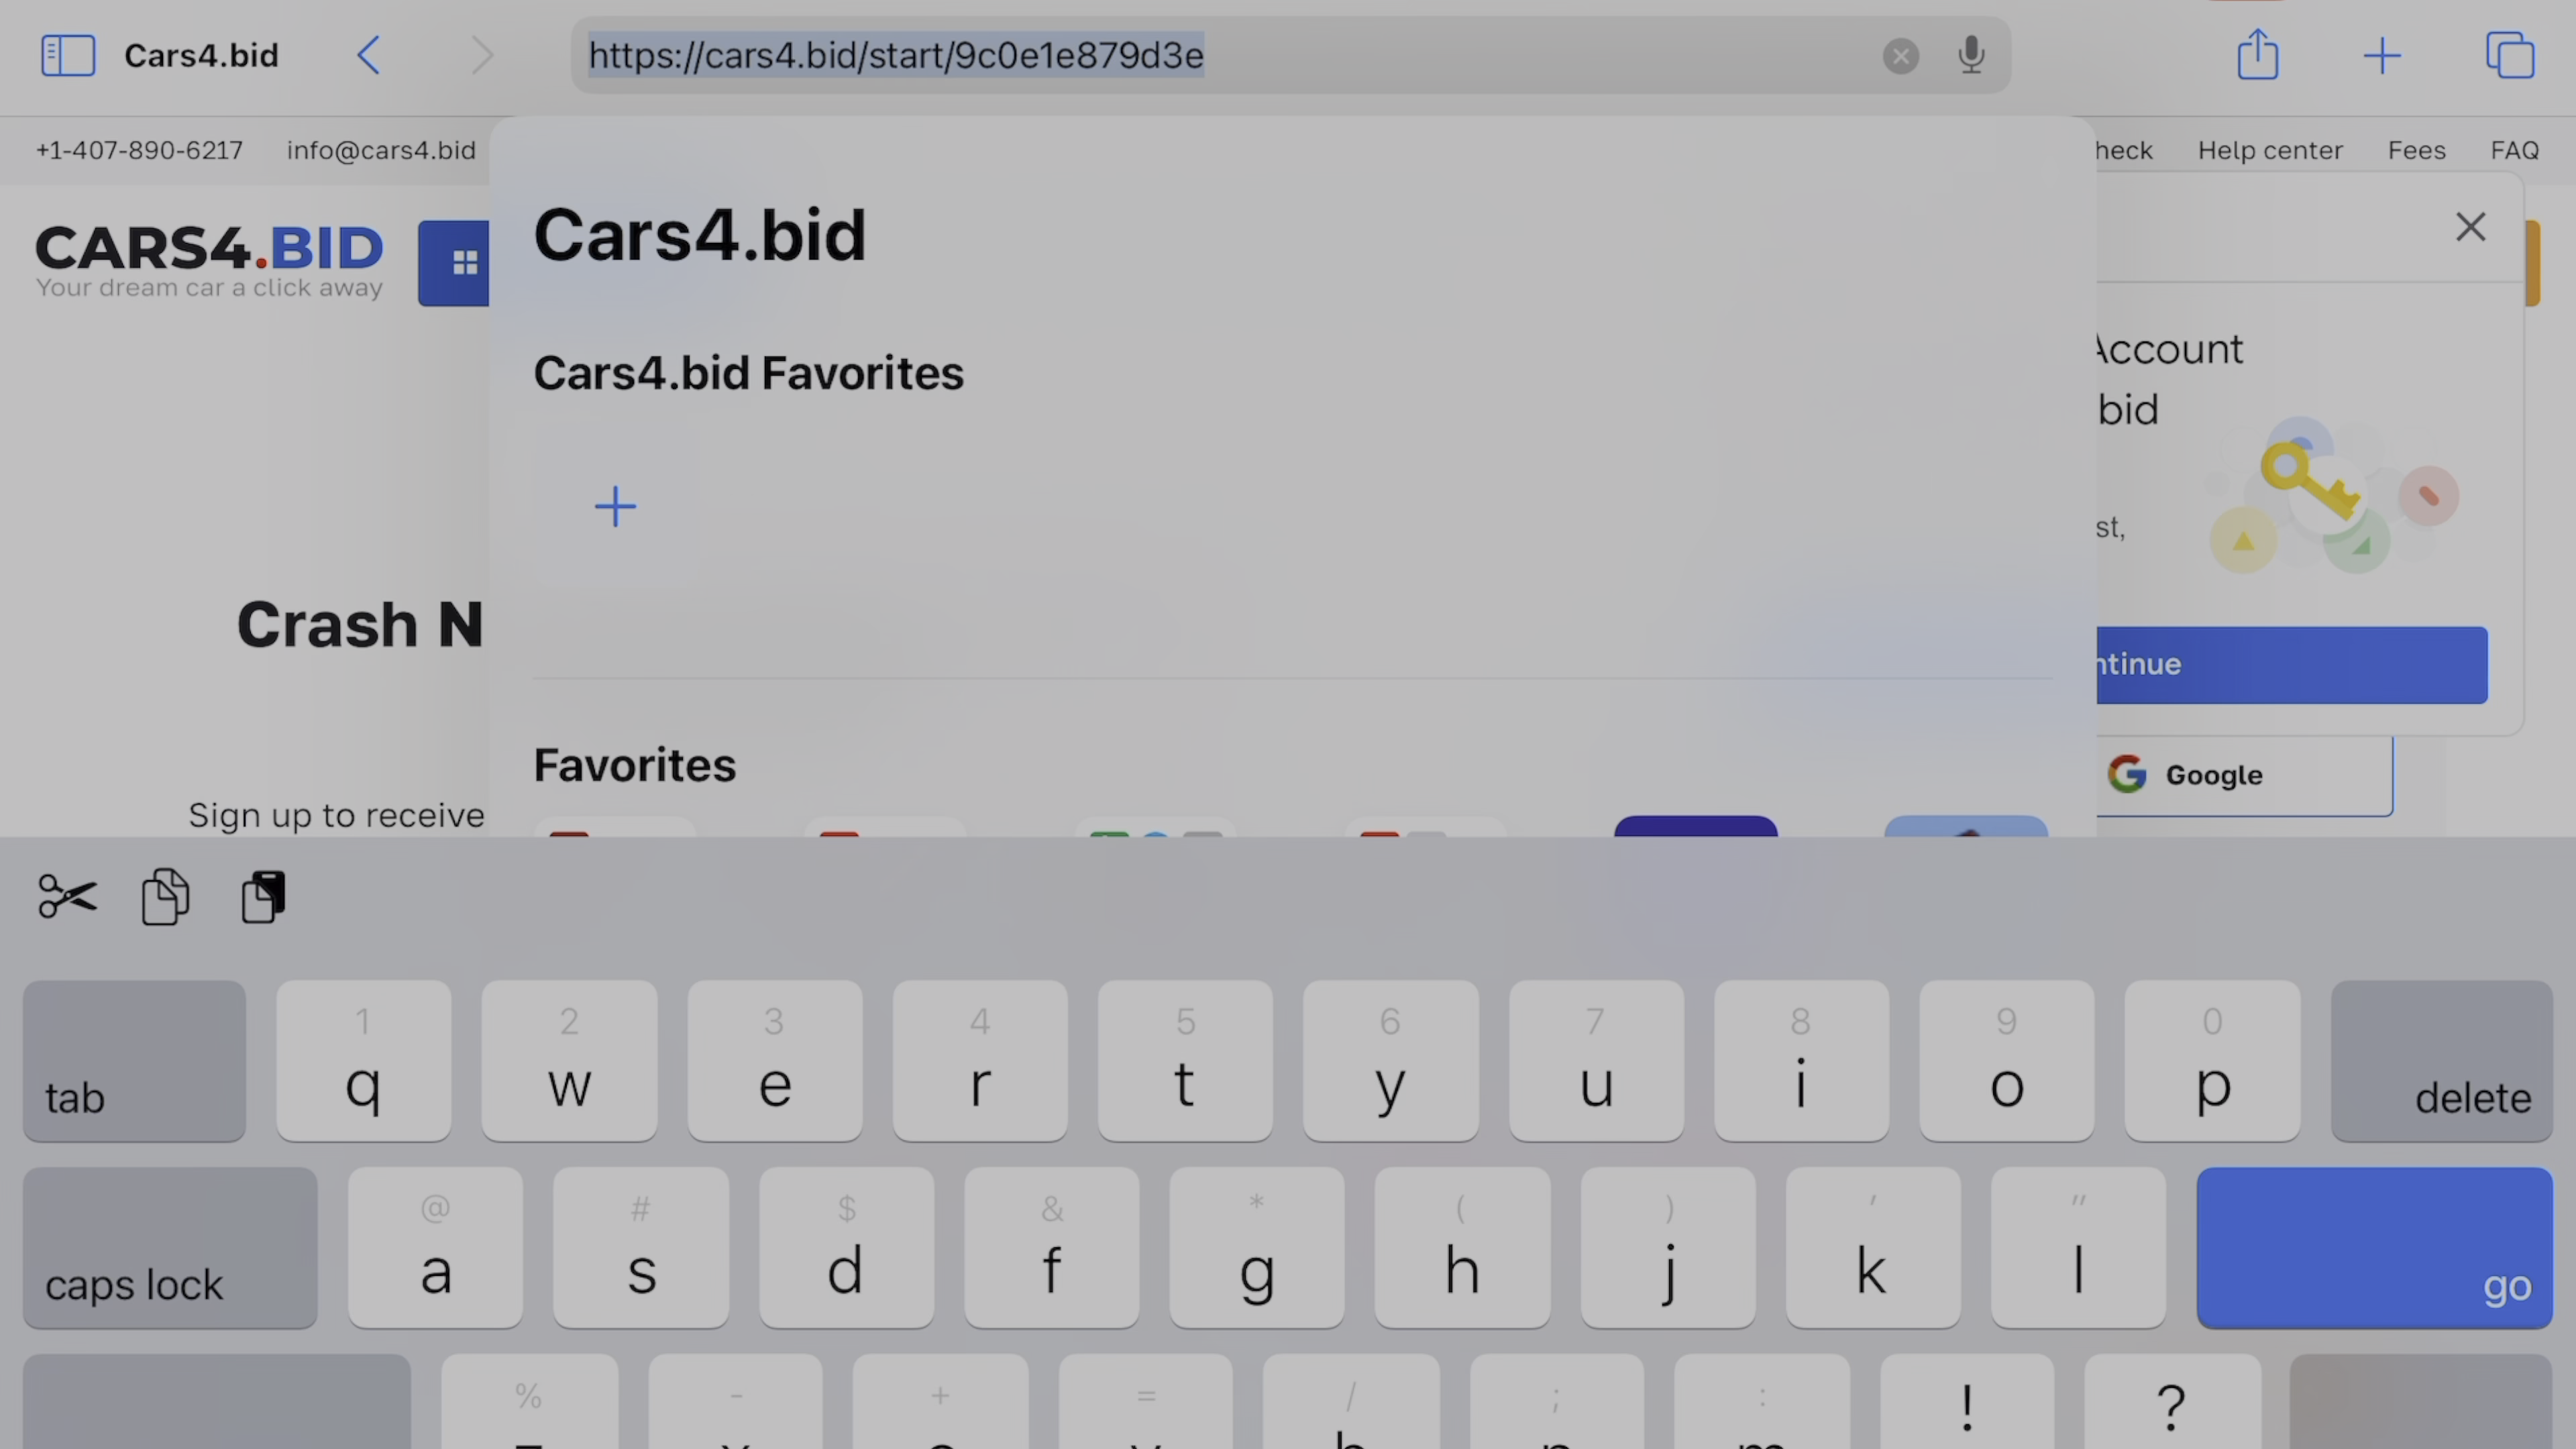 Cars4.bid
https://cars4.bid/start/9c0e1e879d3e
+1-407-890-6217 info@cars4.bid
Help center Fees FAQ
CARS4.BID
Your dream car a click away
Cars4.bid
Account
bid
Cars4.bid Favorites
st,
Crash N
ntinue
Favorites
G Google
Sign up to receive
1 2 3 4 5 6 7 8 9 0
tab q w e r t y u i o p delete
@ # $ & * ( ) ' "
caps lock a s d f g h j k l go
% - + = / ; : ! ?